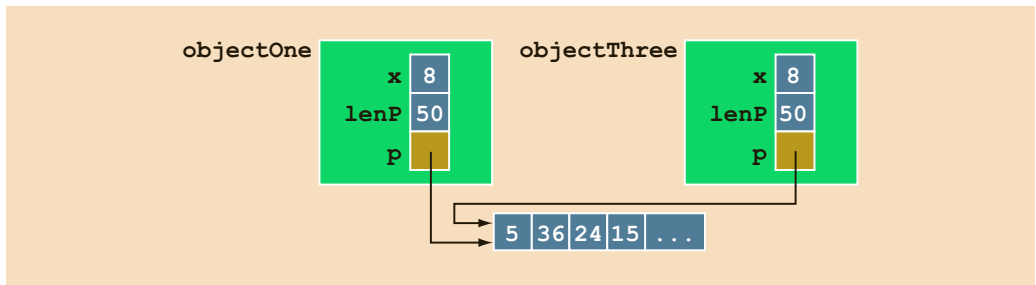 objectOne objectThree
x 8 x 8
lenP 50 lenP 50
p p
5 36 24 15 ...